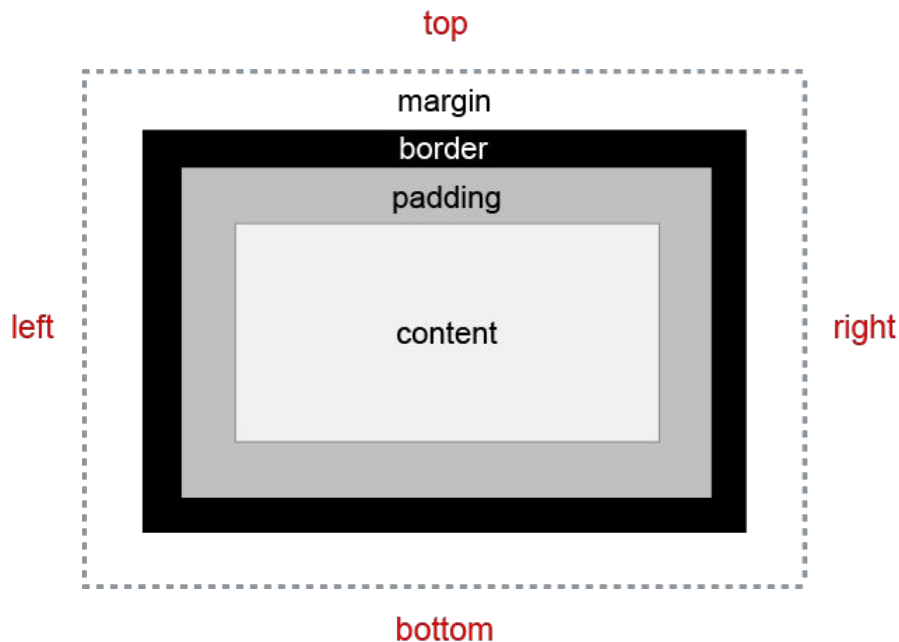 top
margin
border
padding
left
content
right
bottom